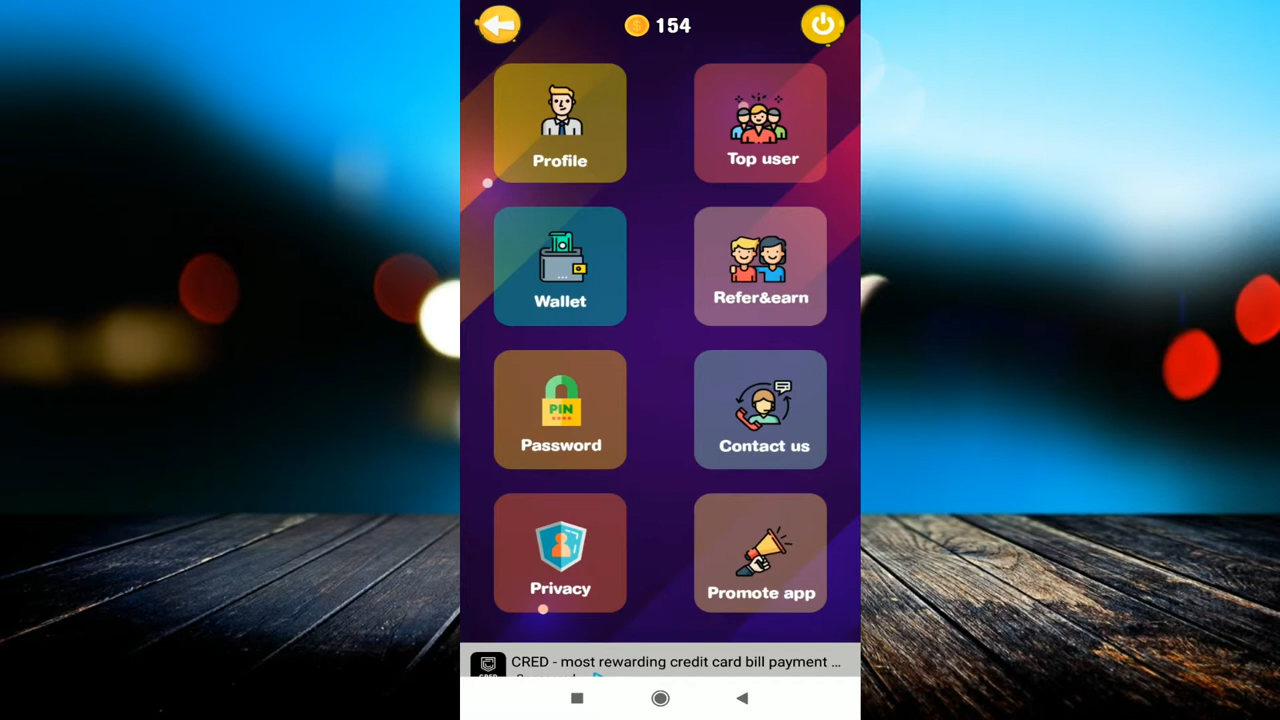 154
Profile
Top user
Wallet
Refer&earn
PIN
Password
Contact us
Privacy
Promote app
CRED - most rewarding credit card bill payment ...